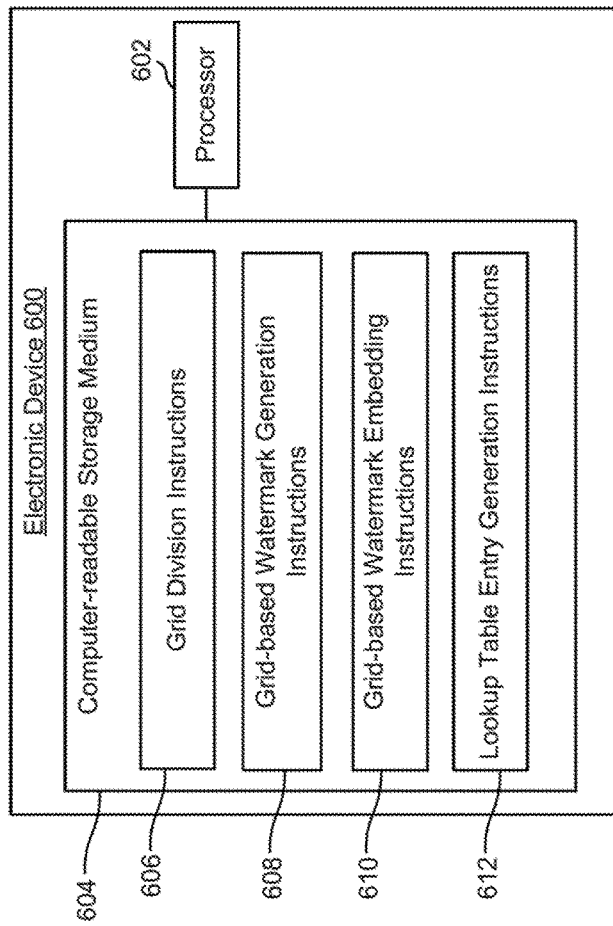 Electronic Device 600
602
Processor
604
Computer-readable Storage Medium
606
Grid Division Instructions
608
Grid-based Watermark Generation
Instructions
610
Grid-based Watermark Embedding
Instructions
612
Lookup Table Entry Generation Instructions